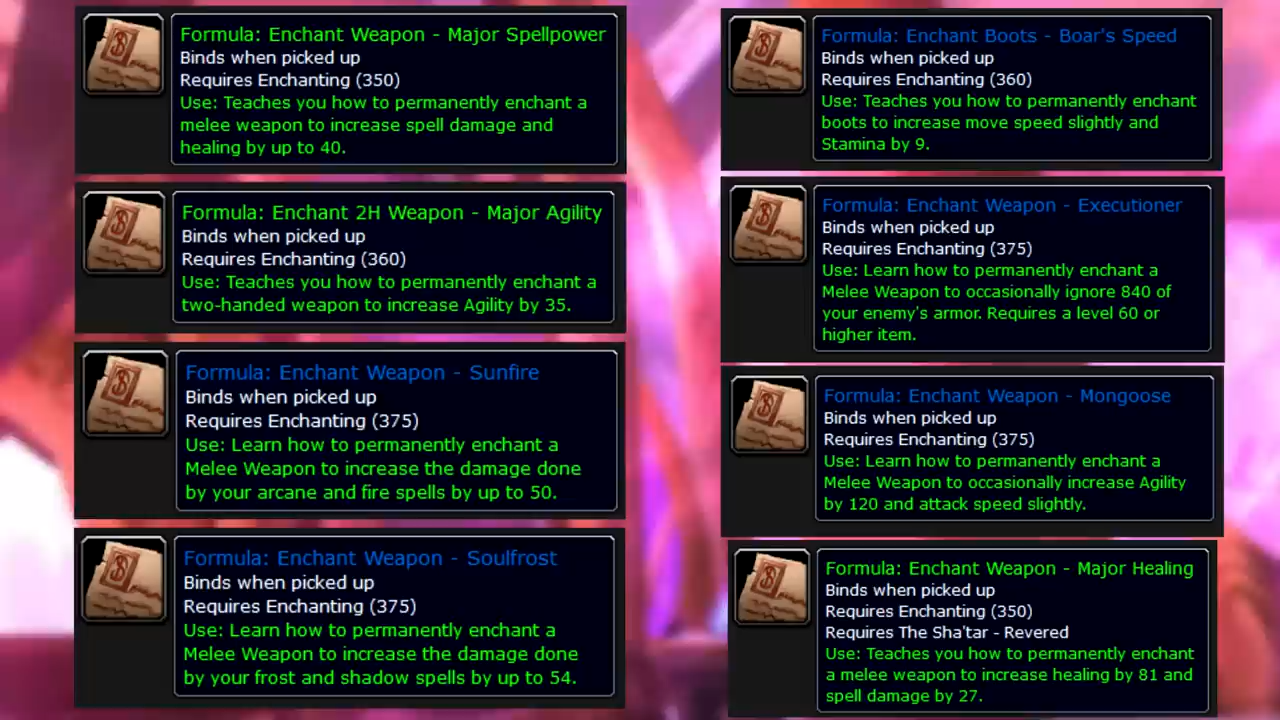 Formula: Enchant Weapon - Major Spellpower
Binds when picked up
Requires Enchanting (350)
Use: Teaches you how to permanently enchant a
melee weapon to increase spell damage and
healing by up to 40.
Formula: Enchant 2H Weapon - Major Agility
Binds when picked up
Requires Enchanting (360)
Use: Teaches you how to permanently enchant a
two-handed weapon to increase Agility by 35.
Formula: Enchant Weapon - Sunfire
Binds when picked up
Requires Enchanting (375)
Use: Learn how to permanently enchant a
Melee Weapon to increase the damage done
by your arcane and fire spells by up to 50.
Formula: Enchant Weapon - Soulfrost
Binds when picked up
Requires Enchanting (375)
Use: Learn how to permanently enchant a
Melee Weapon to increase the damage done
by your frost and shadow spells by up to 54.
Formula: Enchant Boots - Boar's Speed
Binds when picked up
Requires Enchanting (360)
Use: Teaches you how to permanently enchant
boots to increase move speed slightly and
Stamina by 9.
Formula: Enchant Weapon - Executioner
Binds when picked up
Requires Enchanting (375)
Use: Learn how to permanently enchant a
Melee Weapon to occasionally ignore 840 of
your enemy's armor. Requires a level 60 or
higher item.
Formula: Enchant Weapon - Mongoose
Binds when picked up
Requires Enchanting (375)
Use: Learn how to permanently enchant a
Melee Weapon to occasionally increase Agility
by 120 and attack speed slightly.
Formula: Enchant Weapon - Major Healing
Binds when picked up
Requires Enchanting (350)
Requires The Sha'tar - Revered
Use: Teaches you how to permanently enchant
a melee weapon to increase healing by 81 and
spell damage by 27.